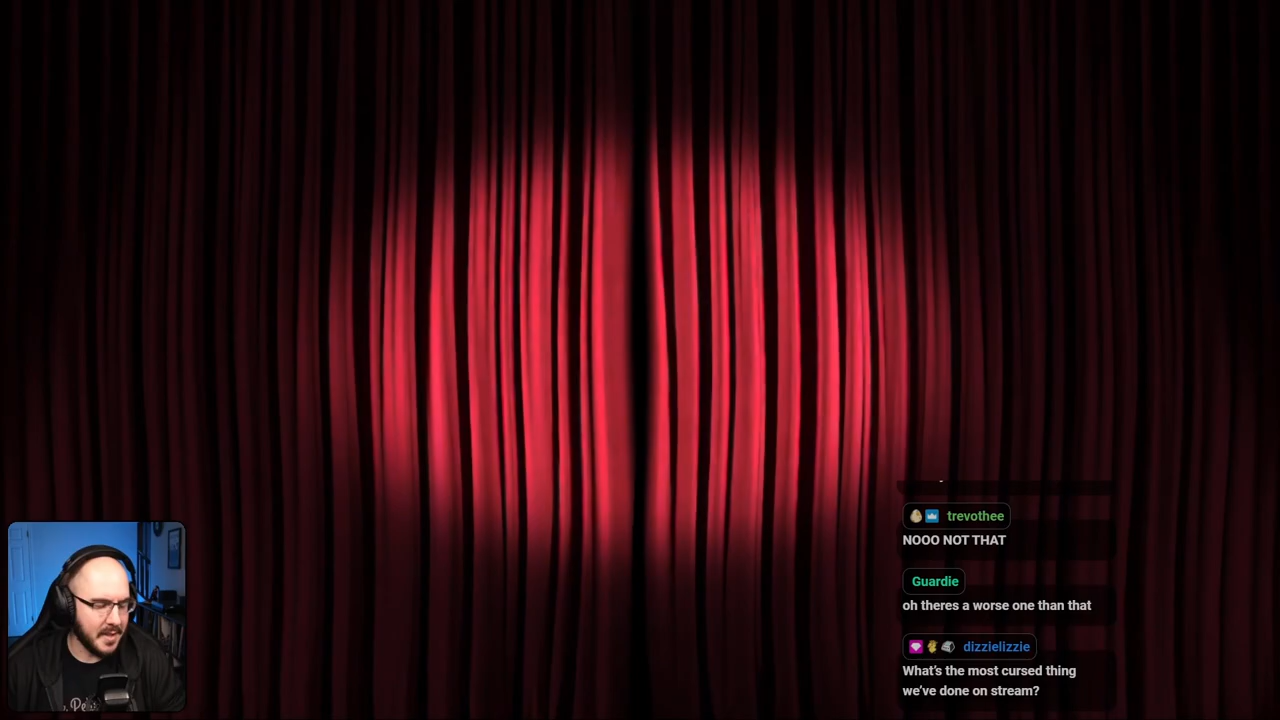 trevothee
NOOO NOT THAT
Guardie
oh theres a worse one than that
dizzielizzie
What's the most cursed thing
we've done on stream?